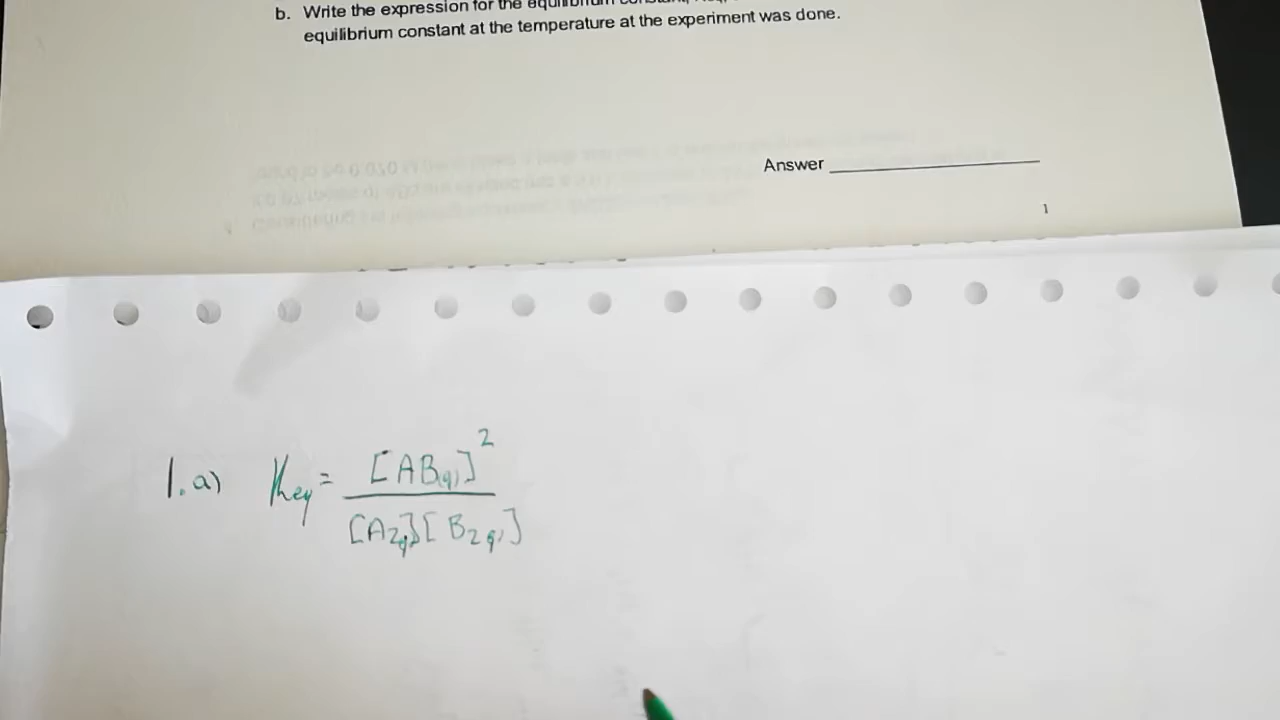 b. Write the expression for the equilibrium constant,
equilibrium constant at the temperature at the experiment was done.
Answer
1
1.a) Keq = [AB(g)]²
[A2(g)][B2(g)]